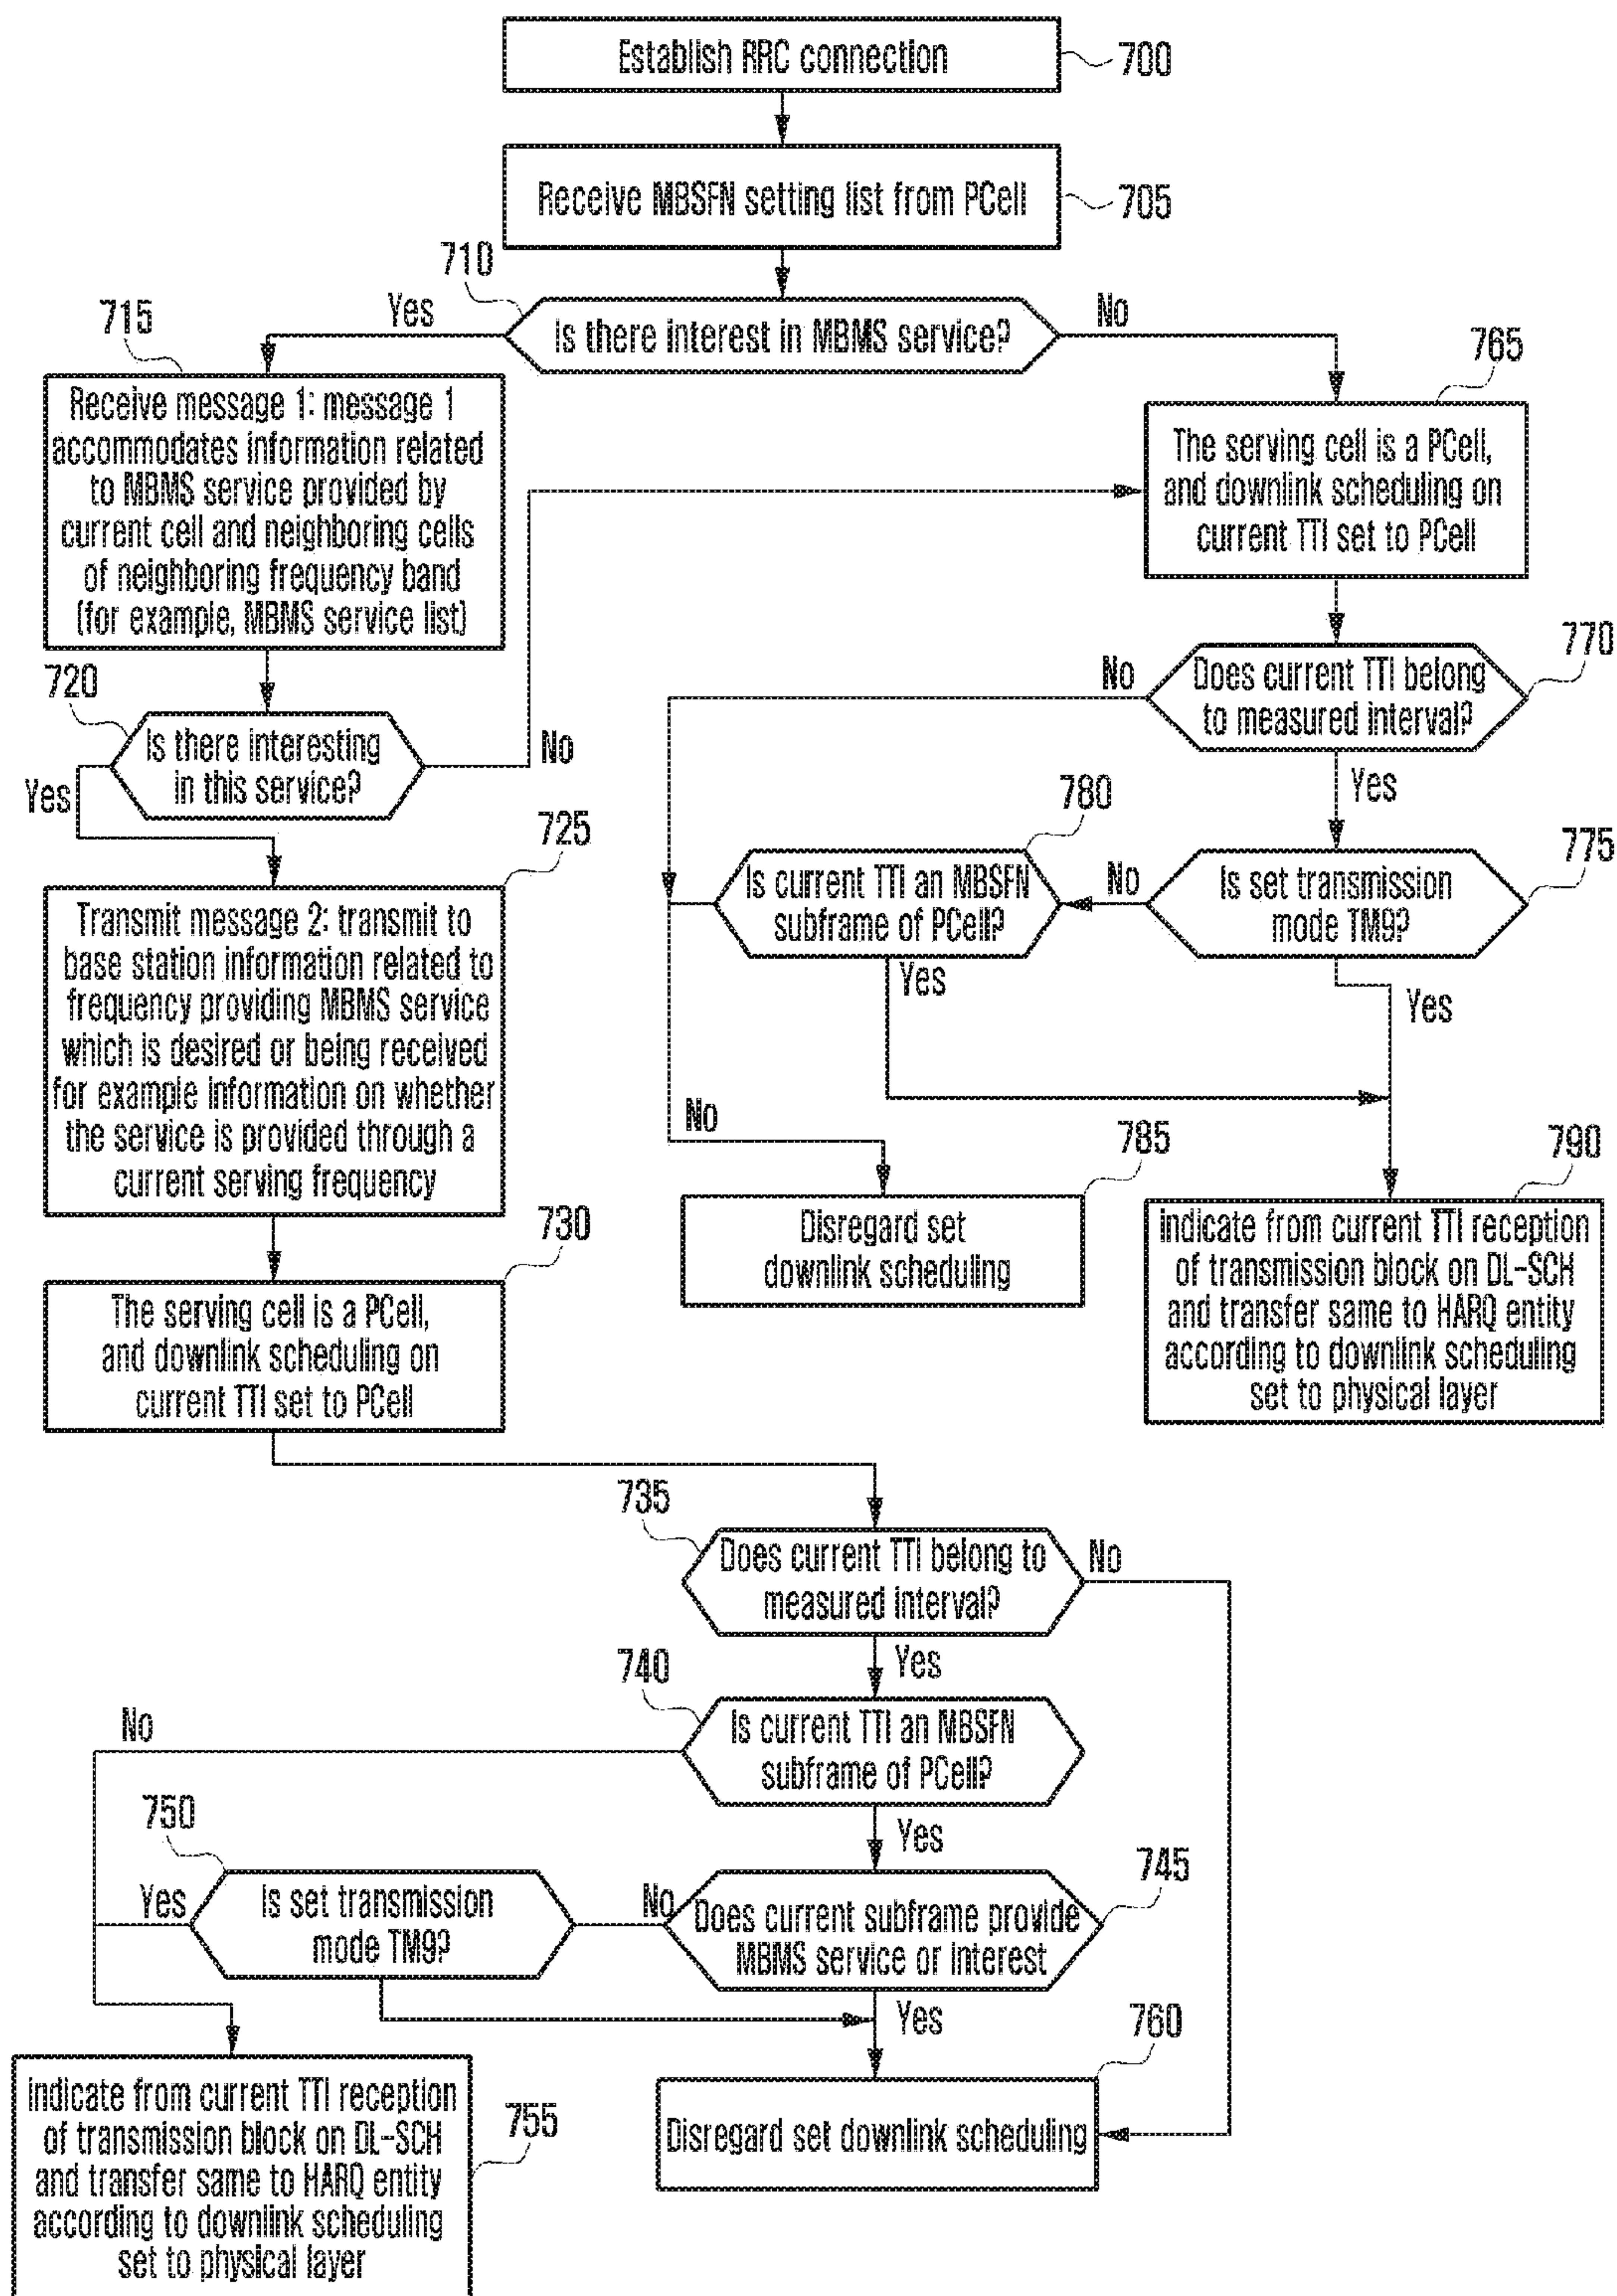 Establish RRC connection
700
Receive MBSFN setting list from PCell
705
710
Is there interest in MBMS service?
Yes
No
715
Receive message 1: message 1
accommodates information related
to MBMS service provided by
current cell and neighboring cells
of neighboring frequency band
(for example, MBMS service list)
765
The serving cell is a PCell,
and downlink scheduling on
current TTI set to PCell
720
Is there interesting
in this service?
No
Yes
770
Does current TTI belong
to measured interval?
No
Yes
725
Transmit message 2: transmit to
base station information related to
frequency providing MBMS service
which is desired or being received
for example information on whether
the service is provided through a
current serving frequency
780
Is current TTI an MBSFN
subframe of PCell?
No
Yes
775
Is set transmission
mode TM9?
Yes
No
785
Disregard set
downlink scheduling
790
indicate from current TTI reception
of transmission block on DL-SCH
and transfer same to HARQ entity
according to downlink scheduling
set to physical layer
730
The serving cell is a PCell,
and downlink scheduling on
current TTI set to PCell
735
Does current TTI belong to
measured interval?
No
Yes
740
Is current TTI an MBSFN
subframe of PCell?
No
Yes
750
Is set transmission
mode TM9?
Yes
No
745
Does current subframe provide
MBMS service or interest
Yes
760
Disregard set downlink scheduling
755
indicate from current TTI reception
of transmission block on DL-SCH
and transfer same to HARQ entity
according to downlink scheduling
set to physical layer